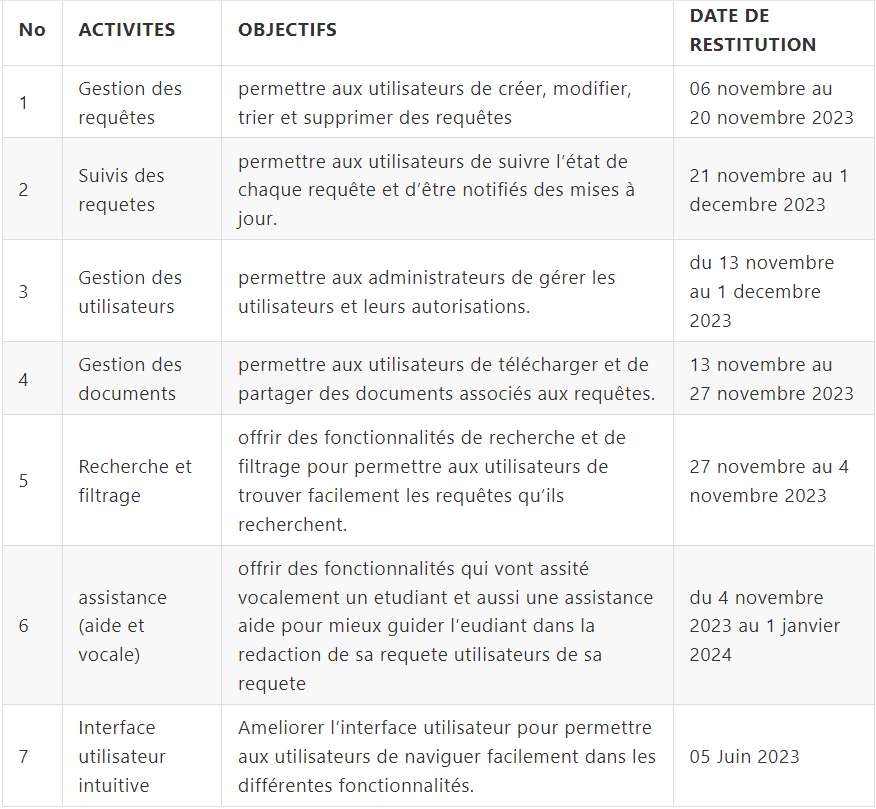 No
ACTIVITES
OBJECTIFS
DATE DE
RESTITUTION
1
Gestion des
requêtes
permettre aux utilisateurs de créer, modifier,
trier et supprimer des requêtes
06 novembre au
20 novembre 2023
2
Suivis des
requetes
permettre aux utilisateurs de suivre l’état de
chaque requête et d’être notifiés des mises à
jour.
21 novembre au 1
decembre 2023
3
Gestion des
utilisateurs
permettre aux administrateurs de gérer les
utilisateurs et leurs autorisations.
du 13 novembre
au 1 decembre
2023
4
Gestion des
documents
permettre aux utilisateurs de télécharger et de
partager des documents associés aux requêtes.
13 novembre au
27 novembre 2023
5
Recherche et
filtrage
offrir des fonctionnalités de recherche et de
filtrage pour permettre aux utilisateurs de
trouver facilement les requêtes qu’ils
recherchent.
27 novembre au 4
novembre 2023
6
assistance
(aide et
vocale)
offrir des fonctionnalités qui vont assité
vocalement un etudiant et aussi une assistance
aide pour mieux guider l’eudiant dans la
redaction de sa requete utilisateurs de sa
requete
du 4 novembre
2023 au 1 janvier
2024
7
Interface
utilisateur
intuitive
Ameliorer l’interface utilisateur pour permettre
aux utilisateurs de naviguer facilement dans les
différentes fonctionnalités.
05 Juin 2023